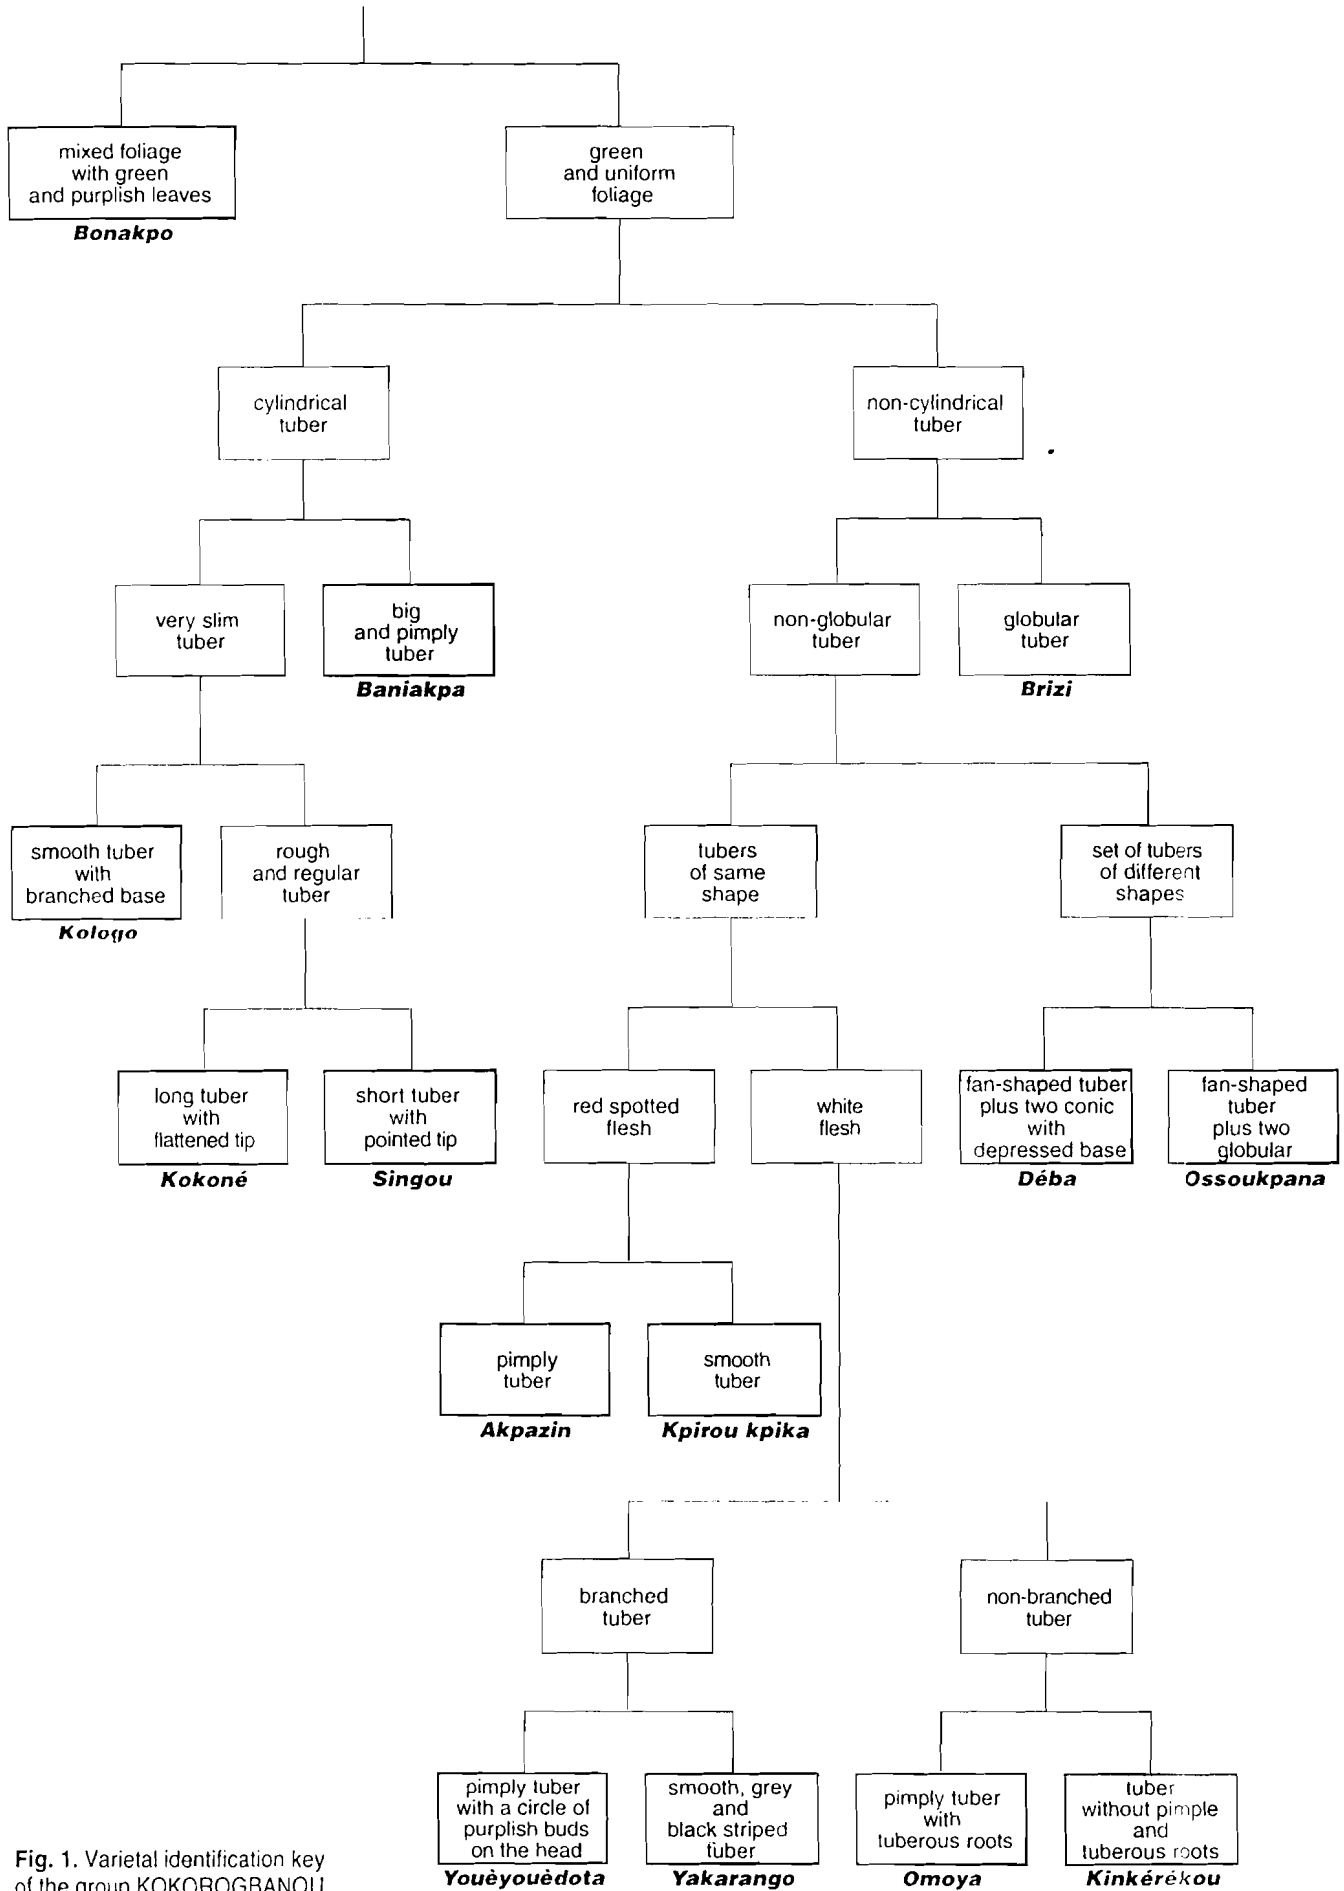 mixed foliage
with green
and purplish leaves
Bonakpo
green
and uniform
foliage
cylindrical
tuber
non-cylindrical
tuber
very slim
tuber
big
and pimply
tuber
Baniakpa
non-globular
tuber
globular
tuber
Brizi
smooth tuber
with
branched base
Kologo
rough
and regular
tuber
tubers
of same
shape
set of tubers
of different
shapes
long tuber
with
flattened tip
Kokoné
short tuber
with
pointed tip
Singou
red spotted
flesh
white
flesh
fan-shaped tuber
plus two conic
with
depressed base
Déba
fan-shaped
tuber
plus two
globular
Ossoukpana
pimply
tuber
Akpazin
smooth
tuber
Kpirou kpika
branched
tuber
non-branched
tuber
pimply tuber
with a circle of
purplish buds
on the head
Youèyouèdota
smooth, grey
and
black striped
tuber
Yakarango
pimply tuber
with
tuberous roots
Omoya
tuber
without pimple
and
tuberous roots
Kinkérékou
Fig. 1. Varietal identification key
of the group KOKOROGBANOU